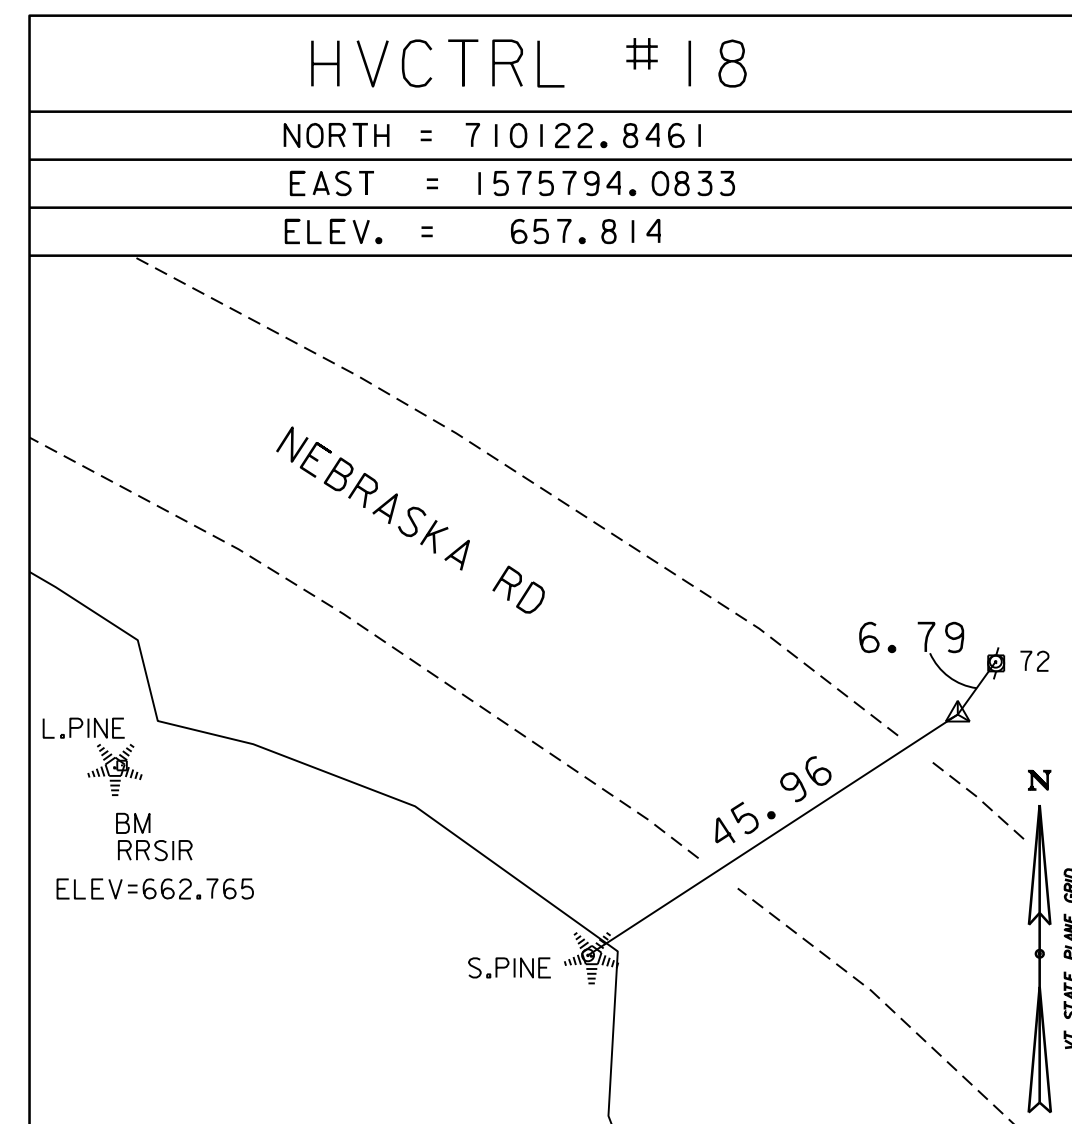 HVCTRL #18
NORTH = 710122.8461
EAST = 1575794.0833
ELEV. = 657.814
NEBRASKA RD
6.79
72
L.PINE
45.96
N
BM
RRSIR
ELEV=662.765
VT STATE PLANE GRID
S.PINE